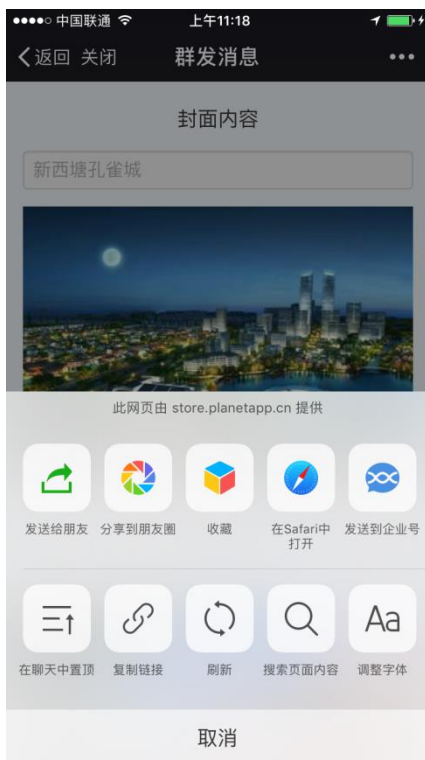 中国联通 上午11:18
返回 关闭 群发消息
封面内容
新西塘孔雀城
此网页由 store.planetapp.cn 提供
发送给朋友 分享到朋友圈 收藏 在Safari中打开 发送到企业号
在聊天中置顶 复制链接 刷新 搜索页面内容 Aa 调整字体
取消